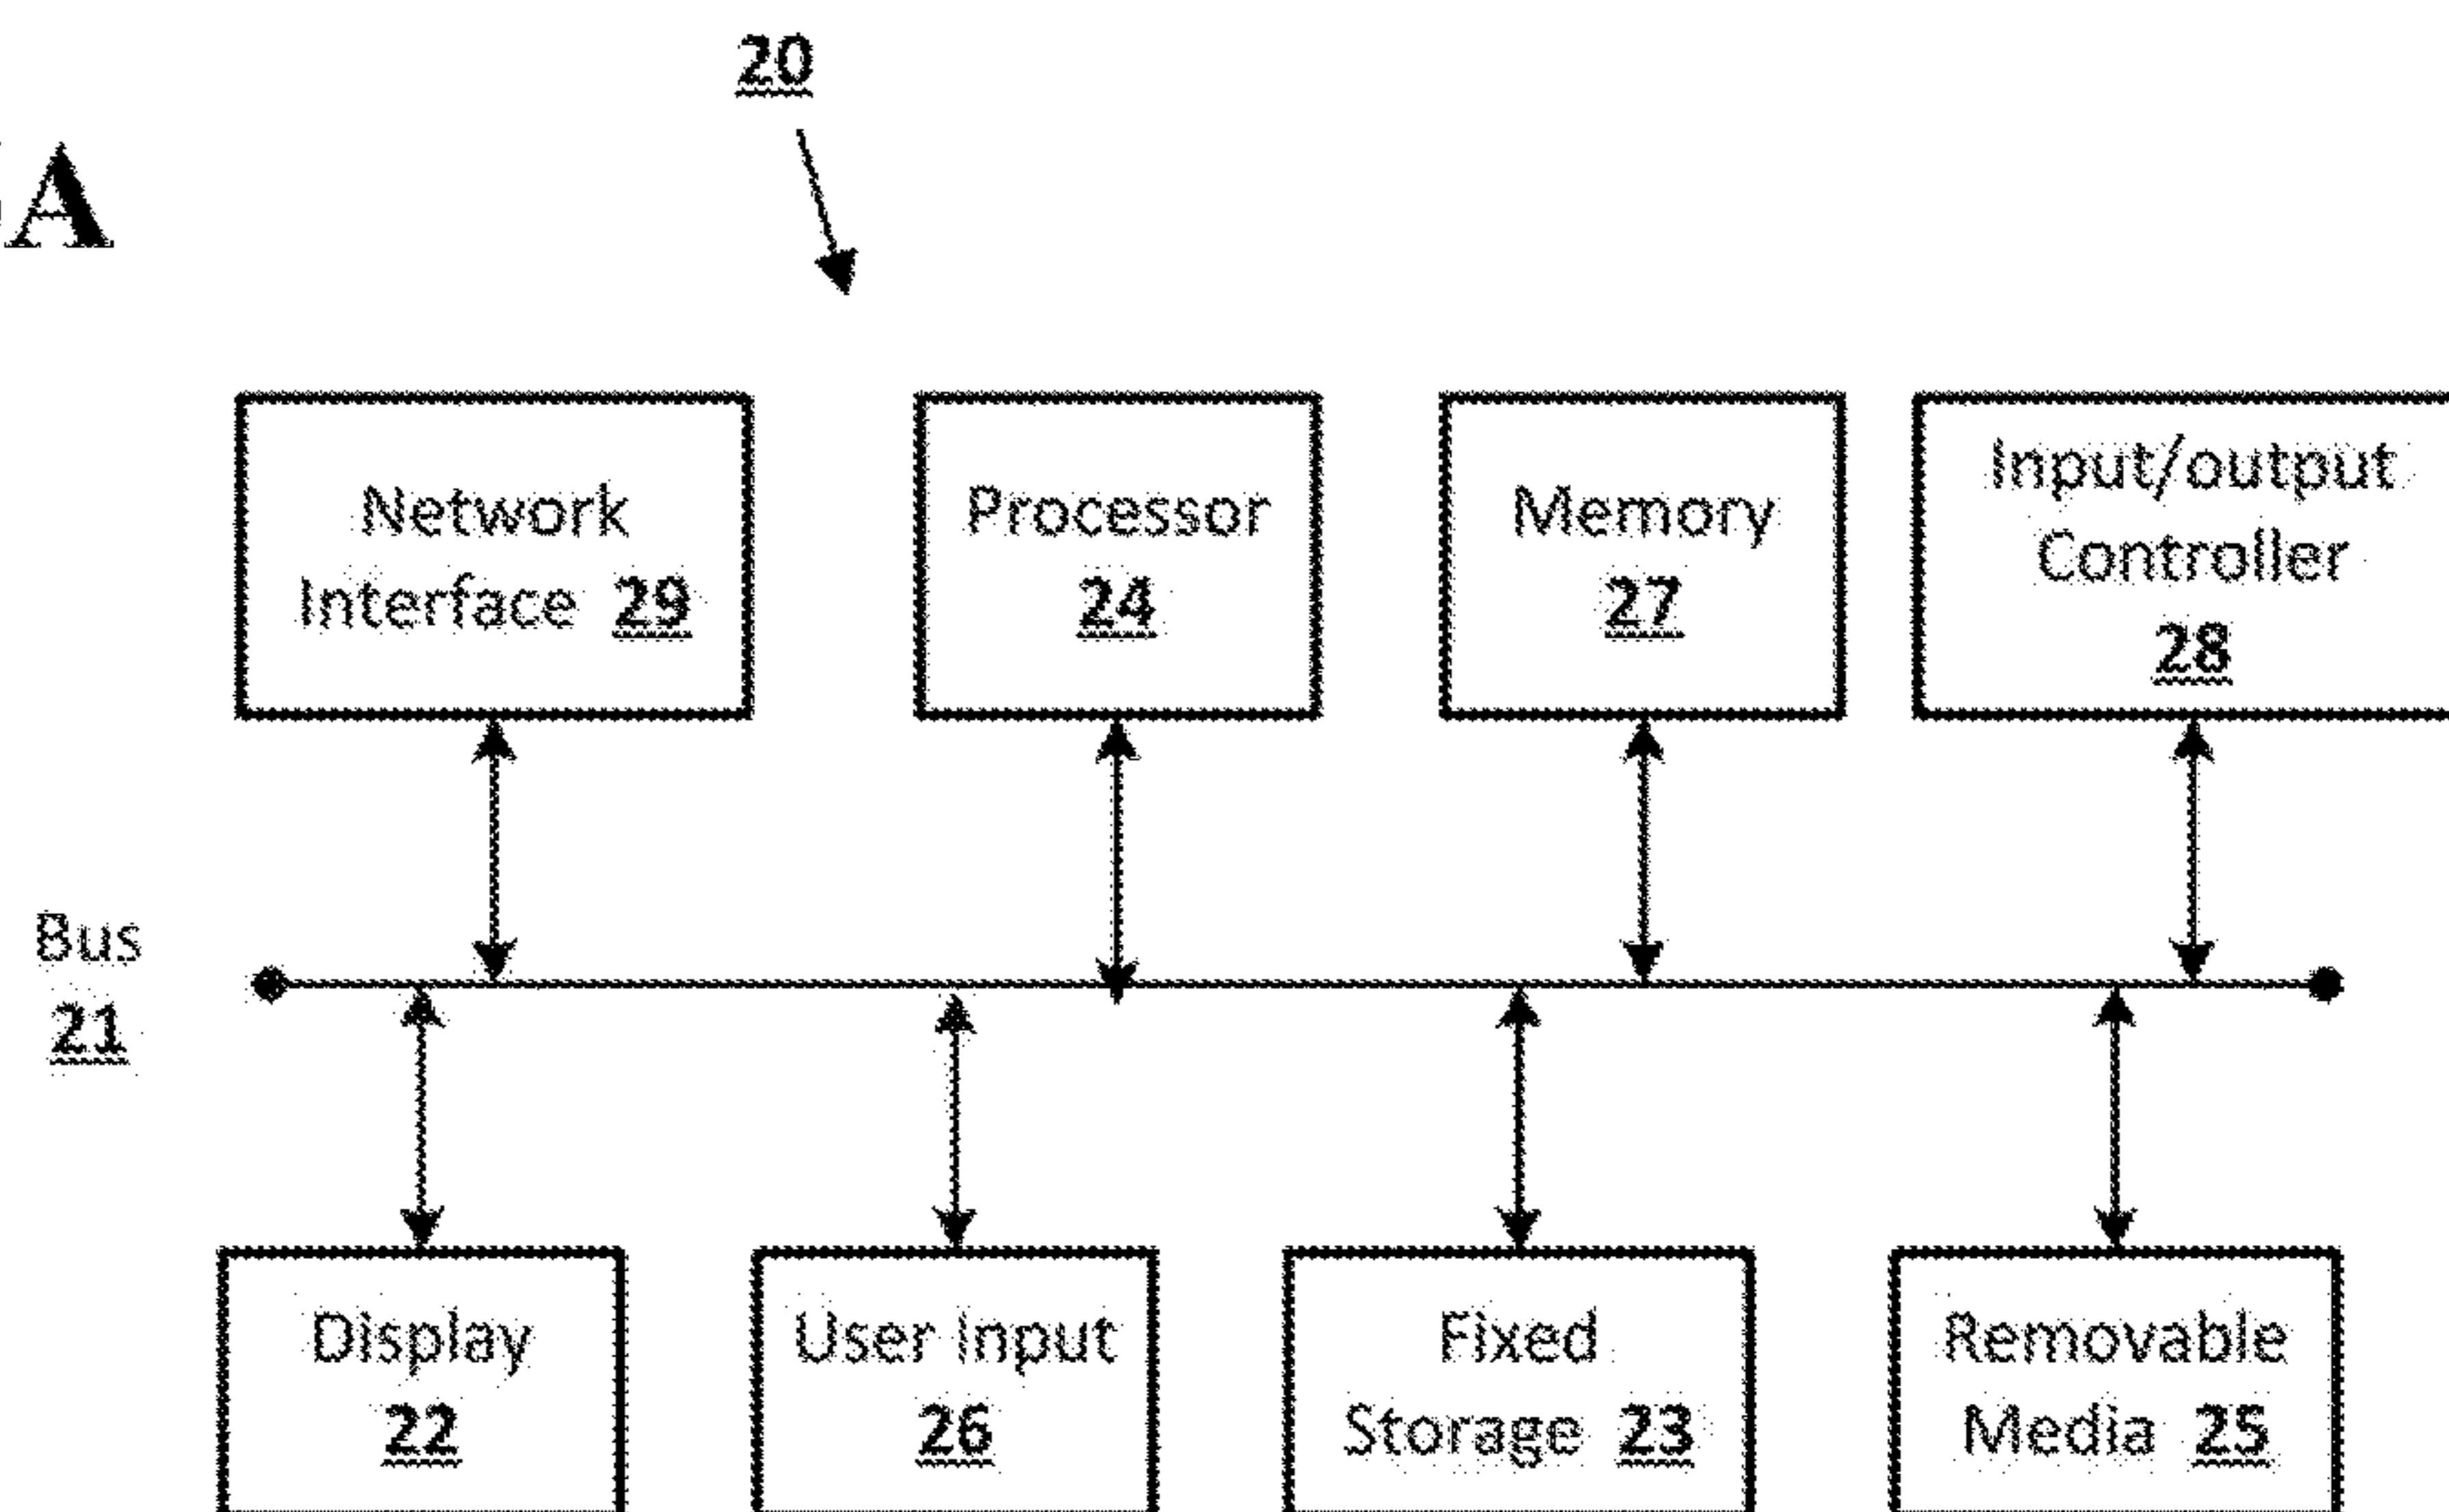 20
A
Network
Interface 29
Processor
24
Memory
27
Input/output
Controller
28
Bus
21
Display
22
User Input
26
Fixed
Storage 23
Removable
Media 25